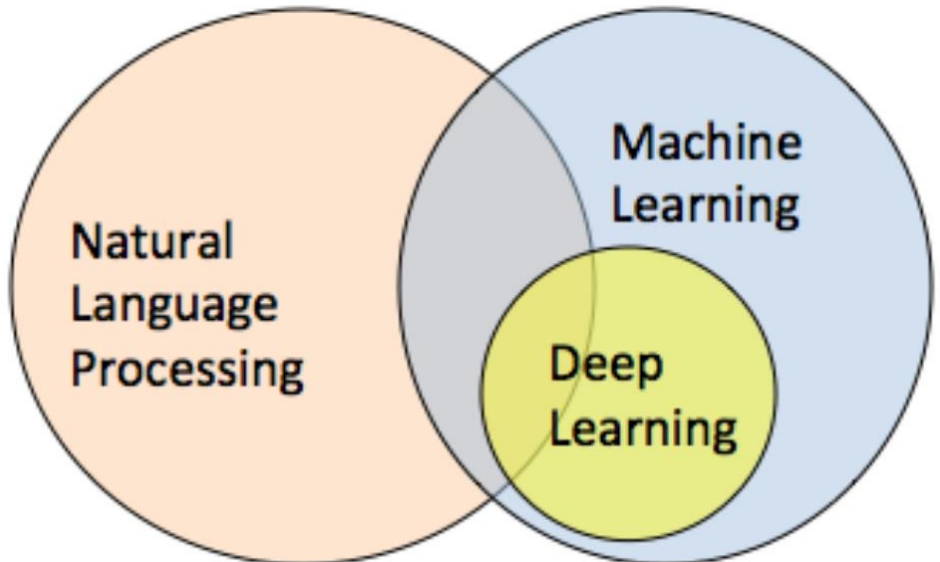 Natural
Language
Processing
Machine
Learning
Deep
Learning